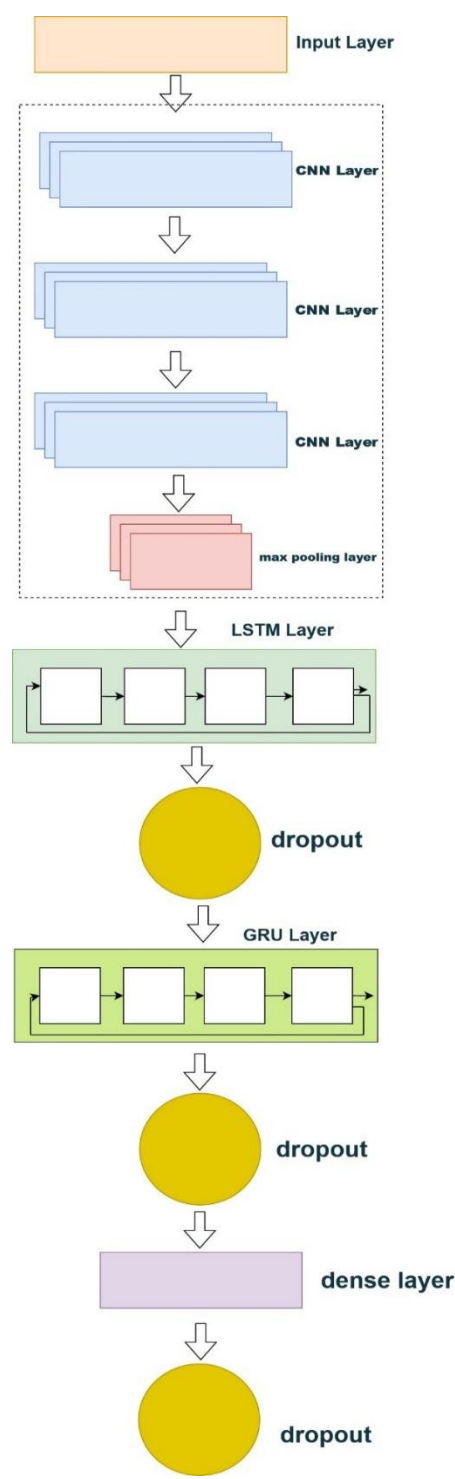 Input Layer
CNN Layer
CNN Layer
CNN Layer
max pooling layer
LSTM Layer
dropout
GRU Layer
dropout
dense layer
dropout